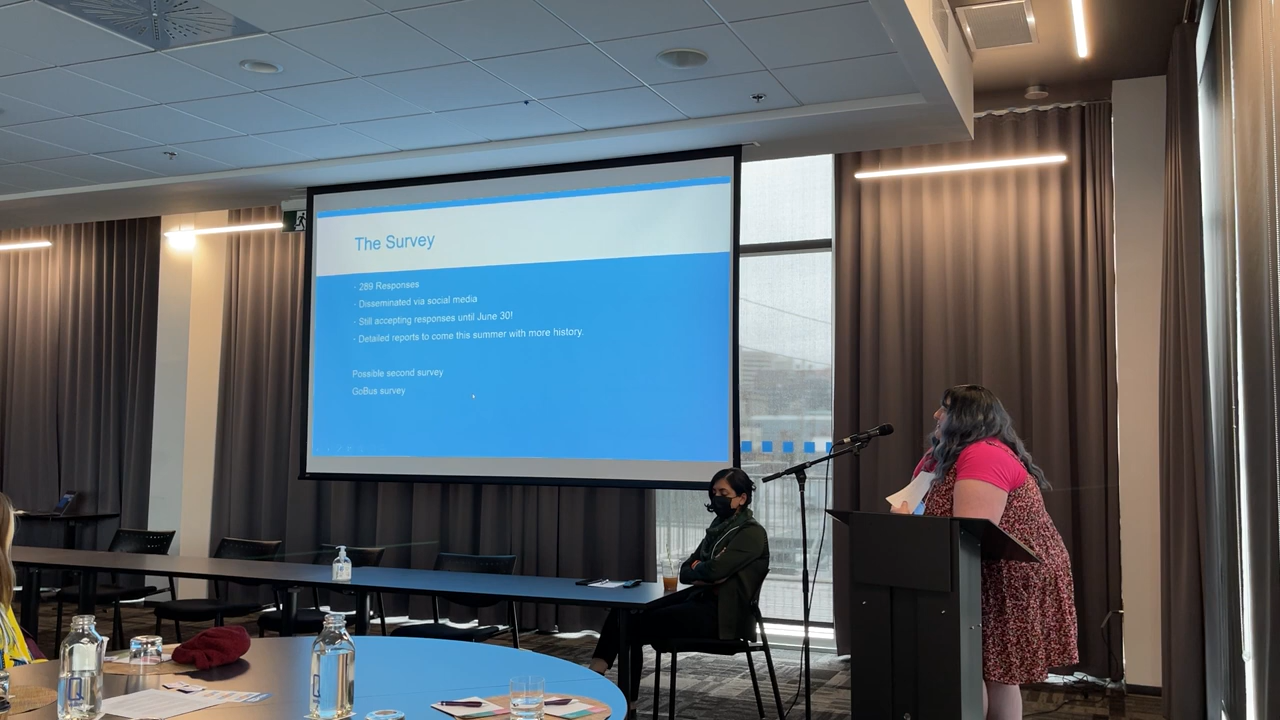 The Survey
- 289 Responses
- Disseminated via social media
- Still accepting responses until June 30!
- Detailed reports to come this summer with more history.
Possible second survey
GoBus survey